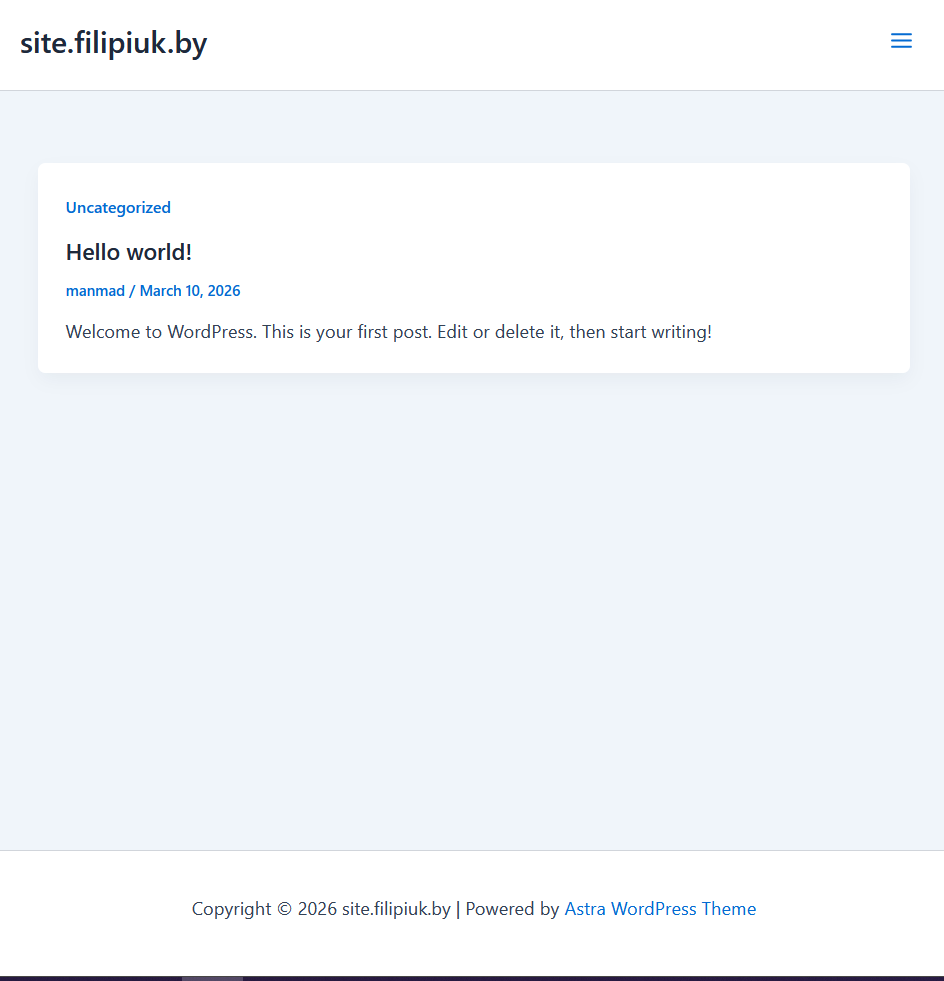 site.filipiuk.by
Uncategorized
Hello world!
manmad / March 10, 2026
Welcome to WordPress. This is your first post. Edit or delete it, then start writing!
Copyright © 2026 site.filipiuk.by | Powered by Astra WordPress Theme